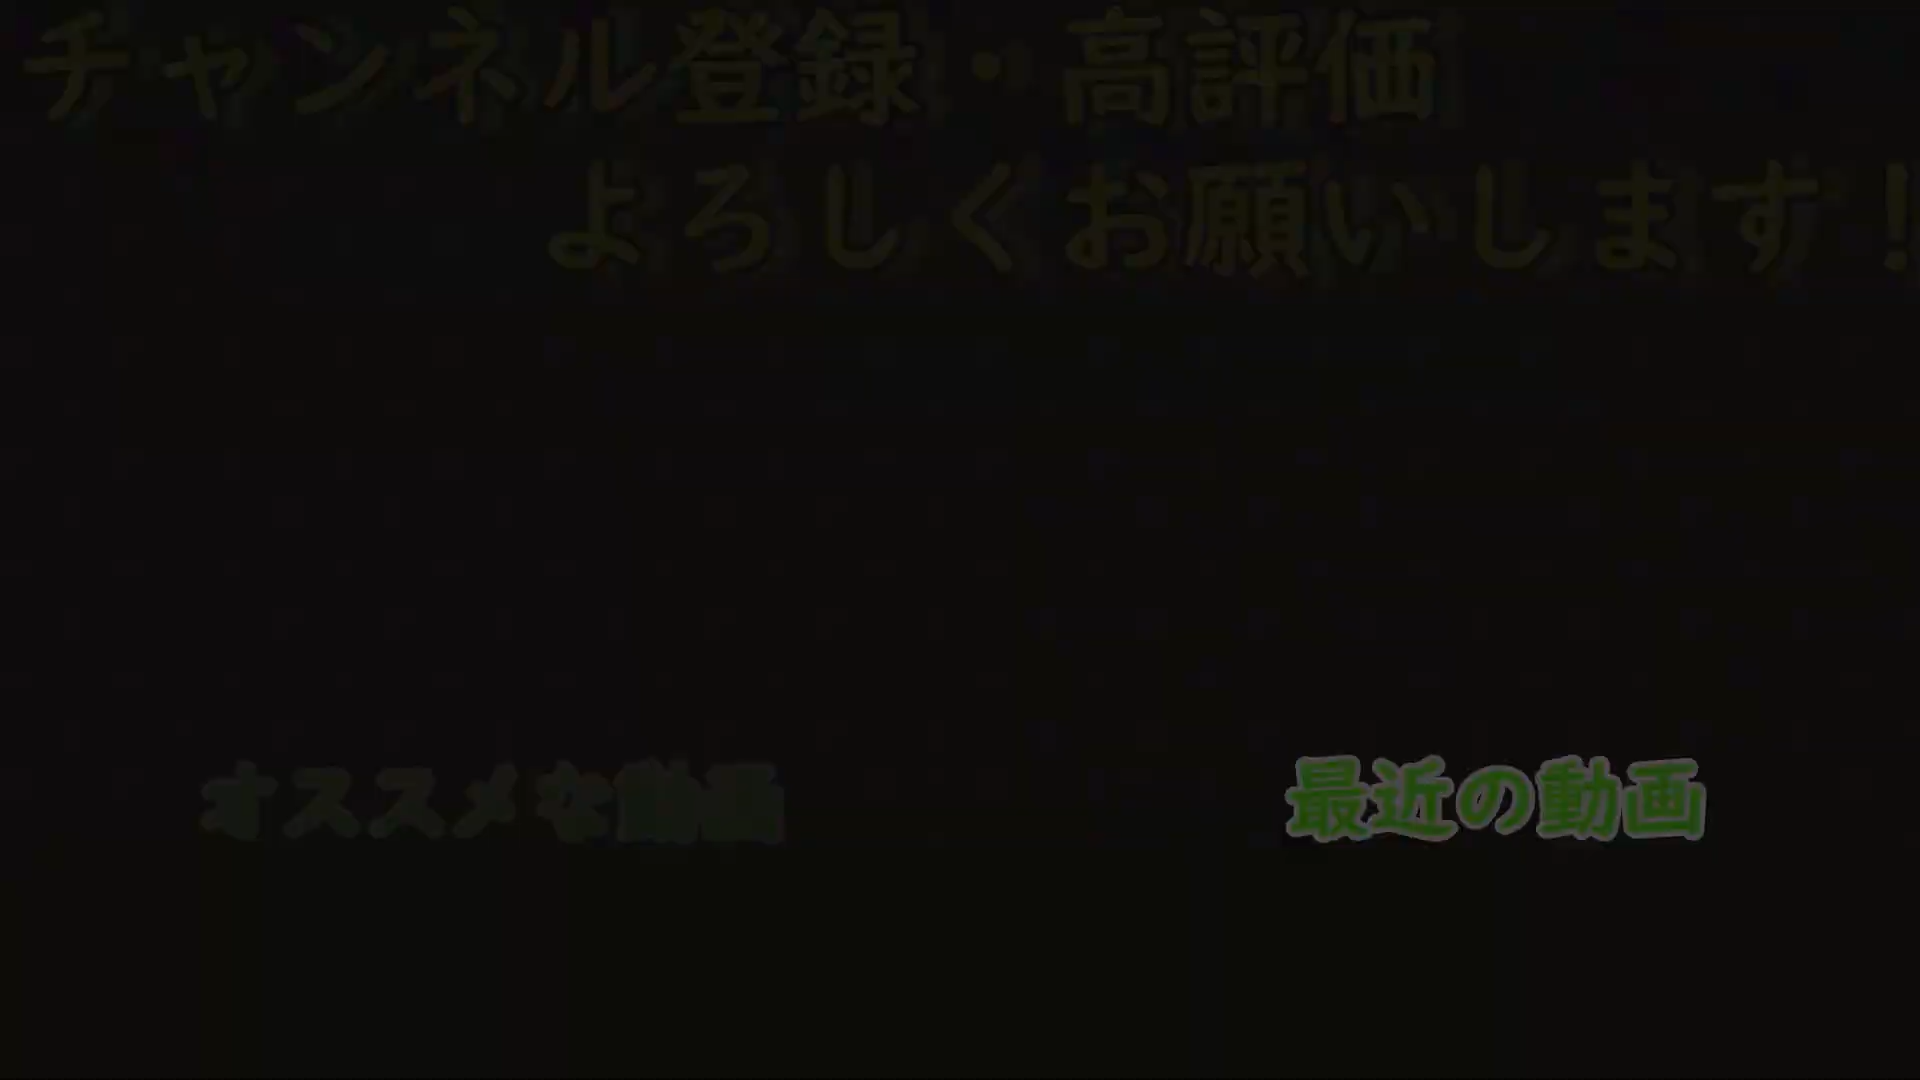 チャンネル登録・高評価
よろしくお願いします！
オススメな動画
最近の動画